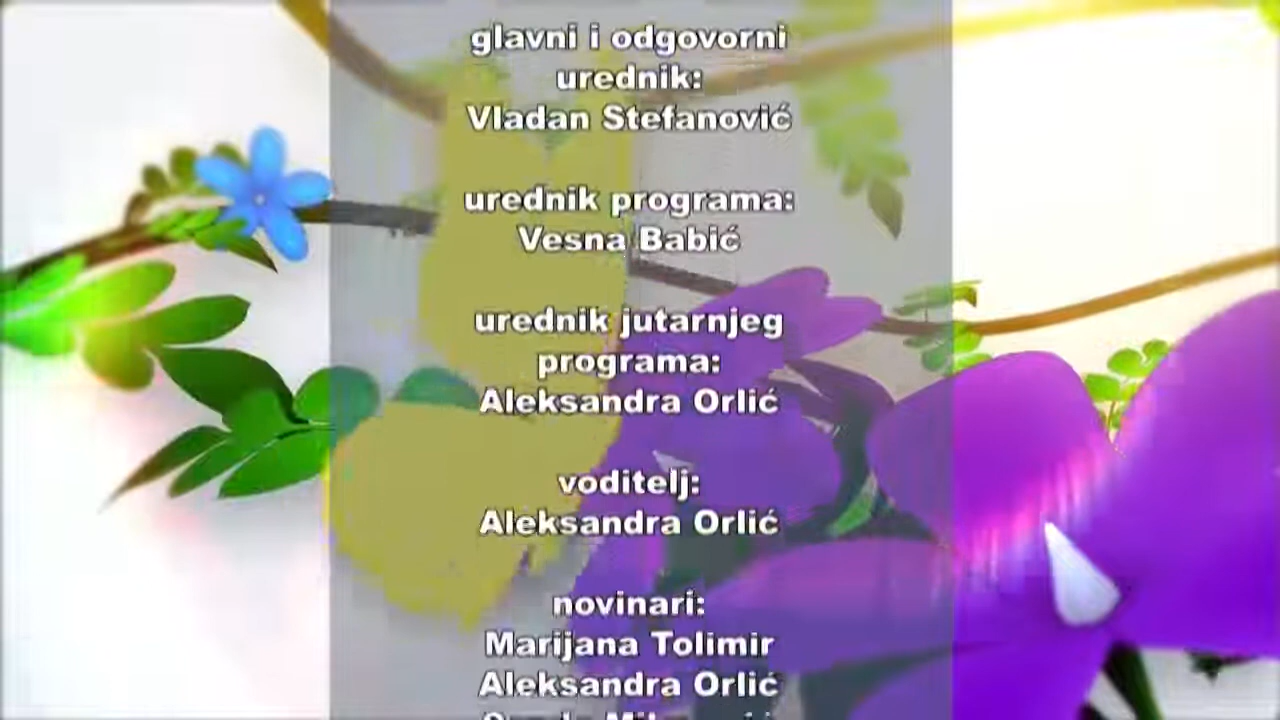 glavni i odgovorni
urednik:
Vladan Stefanović
urednik programa:
Vesna Babić
urednik jutarnjeg
programa:
Aleksandra Orlić
voditelj:
Aleksandra Orlić
novinari:
Marijana Tolimir
Aleksandra Orlić